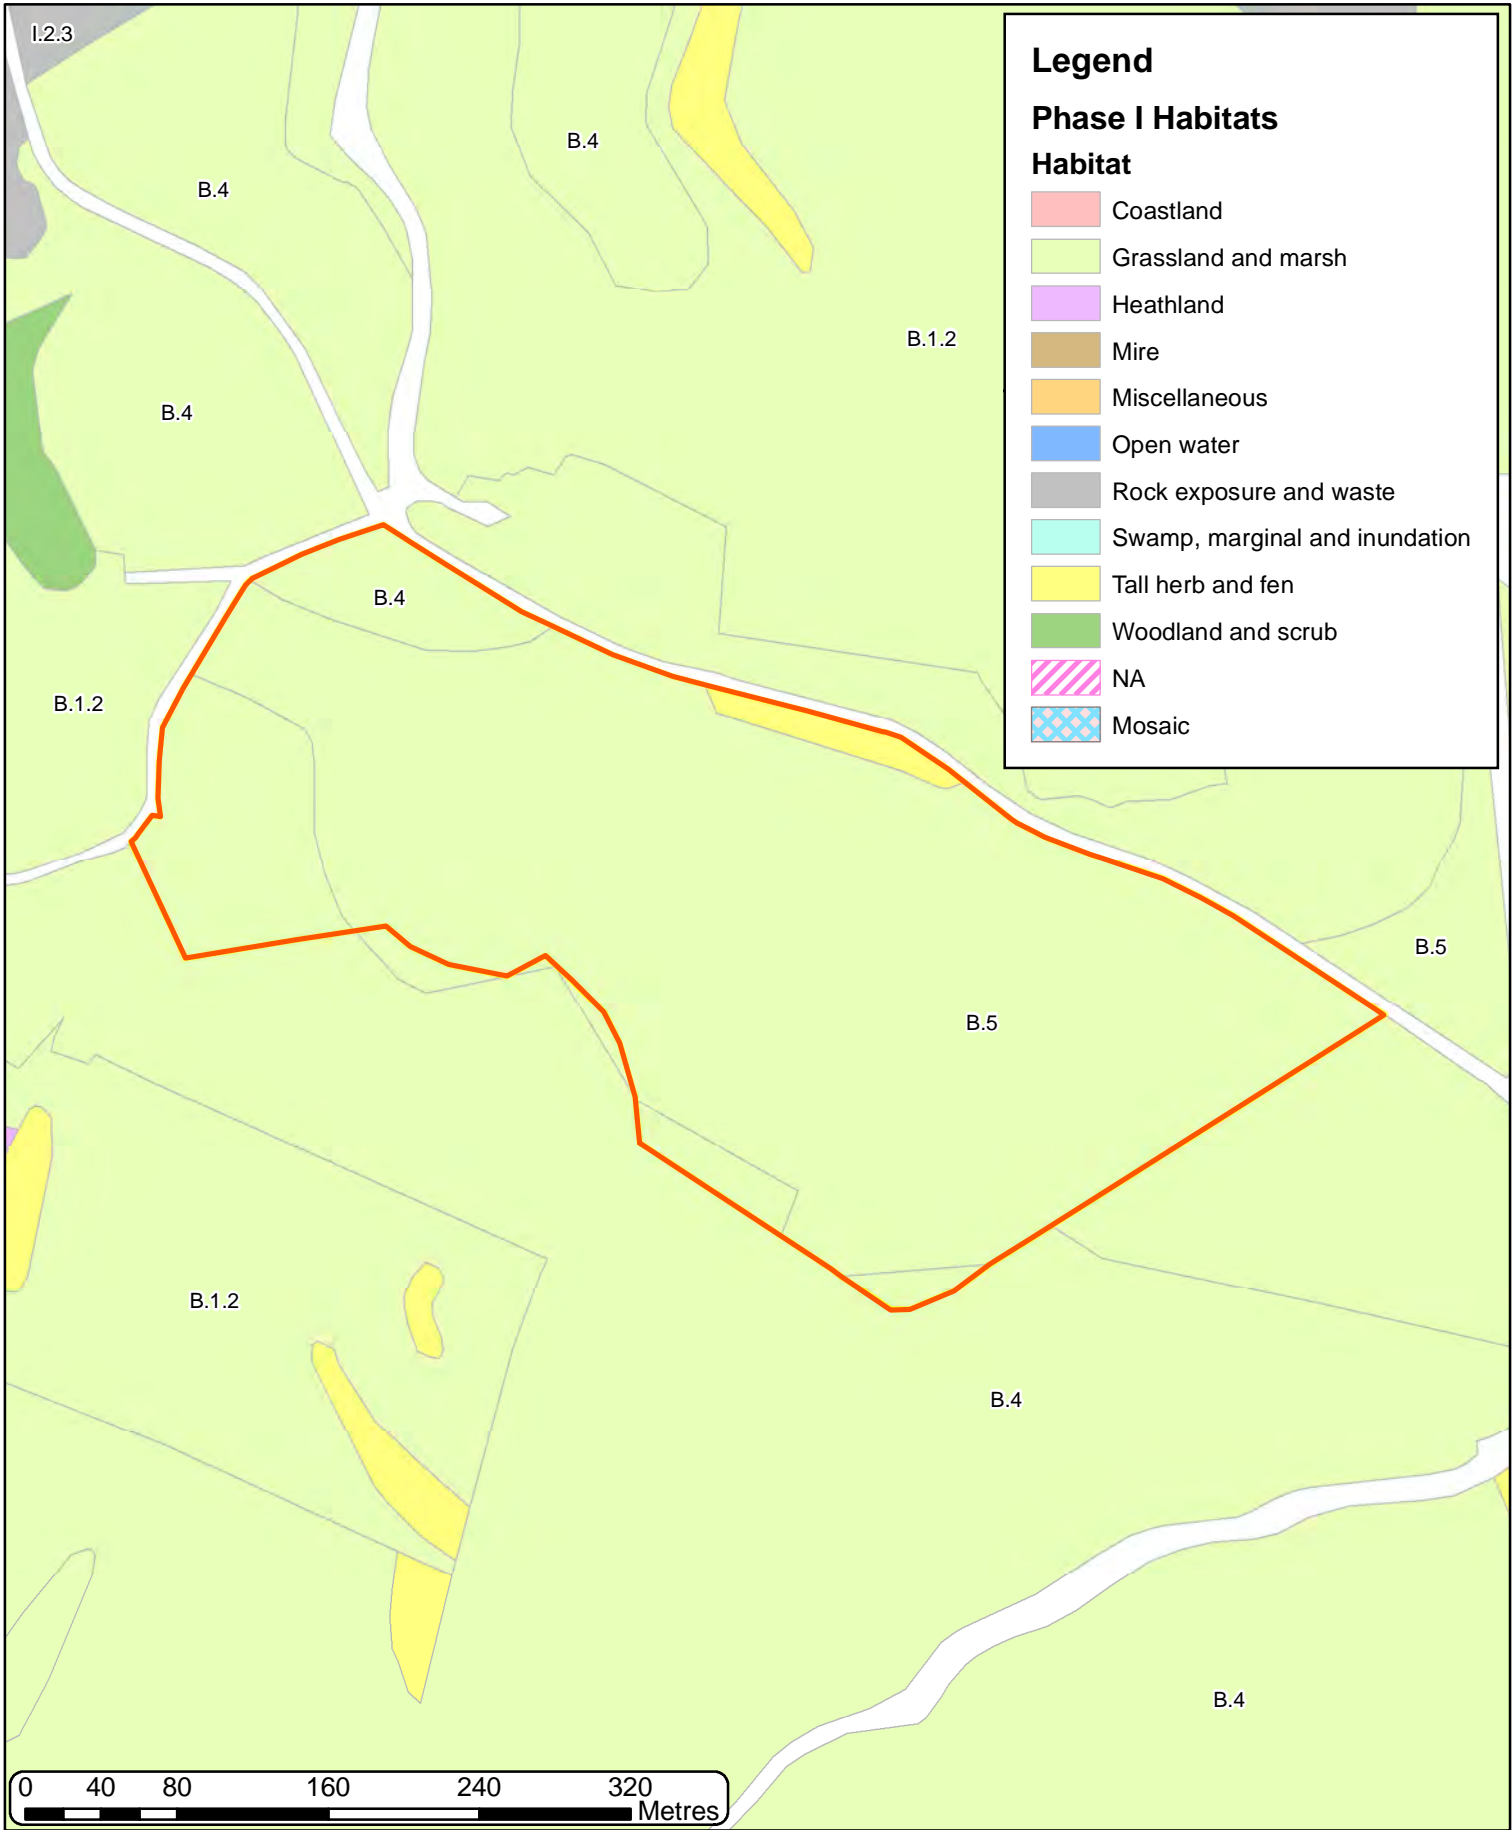 I.2.3
B.4
B.4
B.1.2
B.4
B.4
B.1.2
B.5
B.5
B.1.2
B.4
B.4
Legend
Phase I Habitats
Habitat
Coastland
Grassland and marsh
Heathland
Mire
Miscellaneous
Open water
Rock exposure and waste
Swamp, marginal and inundation
Tall herb and fen
Woodland and scrub
NA
Mosaic
0 40 80 160 240 320
Metres